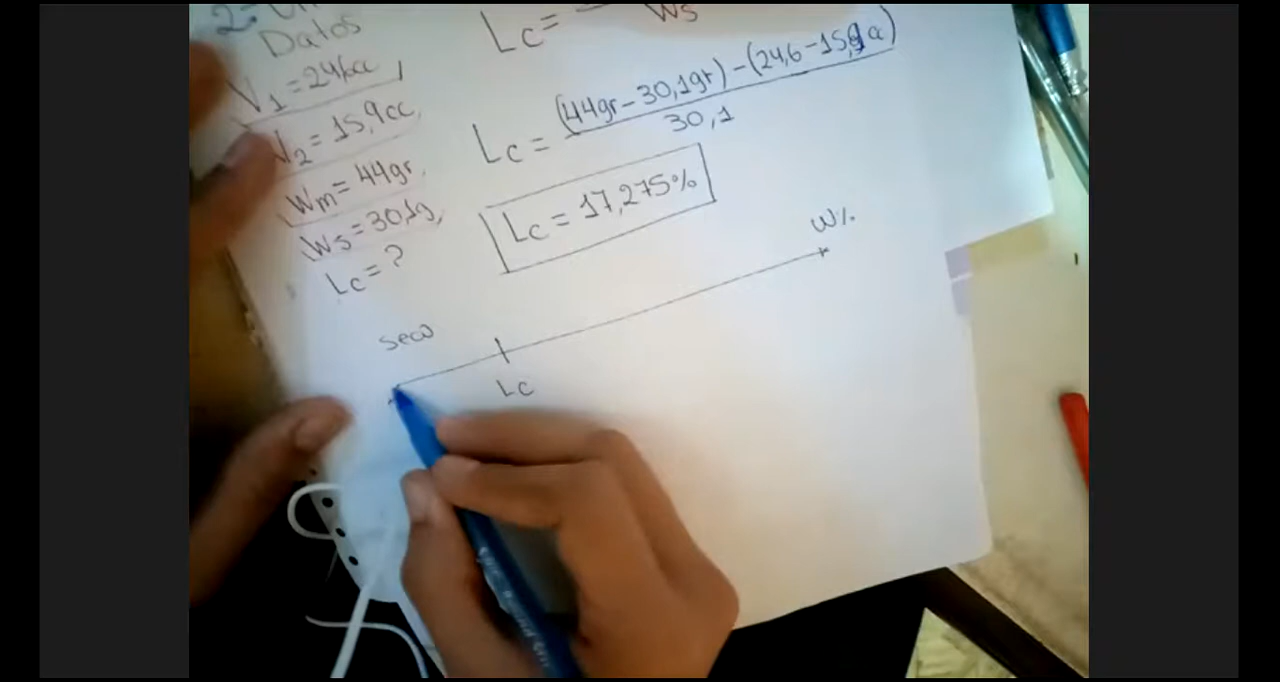 2=
Datos
V1 = 24,6cc
V2 = 15,9cc
Wm = 44gr
Ws = 30,1g
Lc = ?
Lc =
Ws
Lc = (44gr - 30,1gr) - (24,6 - 15,9
30,1
Lc = 17,275%
W%
seco
Lc